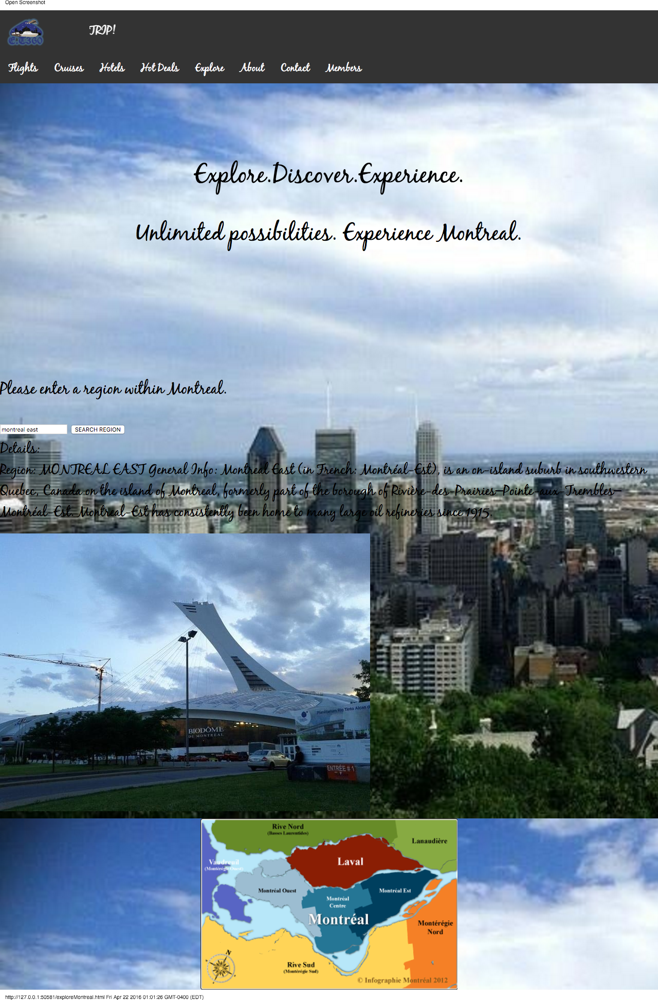 Open Screenshot
E.T360
TRIP!
Flights Cruises Hotels Hot Deals Explore About Contact Members
Explore.Discover.Experience.
Unlimited possibilities. Experience Montreal.
Please enter a region within Montreal.
montreal east SEARCH REGION
Details:
Region: MONTREAL EAST General Info: Montreal East (in French: Montréal-Est), is an on-island suburb in southwestern
Quebec, Canada on the island of Montreal, formerly part of the borough of Rivière-des-Prairies–Pointe-aux-Trembles–
Montréal-Est. Montreal-Est has consistently been home to many large oil refineries since 1915.
Planétarium Rio Tinto Alcan d
BIODÔME
DE MONTRÉAL
ENTRÉE # 1
Rive Nord
(Basses Laurentides)
Lanaudière
Laval
Vaudreuil
(Montérégie Ouest)
Montréal Ouest
Montréal Est
Montréal
Centre
Montréal
Montérégie
Nord
N
Rive Sud
(Montérégie Sud)
© Infographie Montréal 2012
http://127.0.0.1:50581/exploreMontreal.html Fri Apr 22 2016 01:01:26 GMT-0400 (EDT)